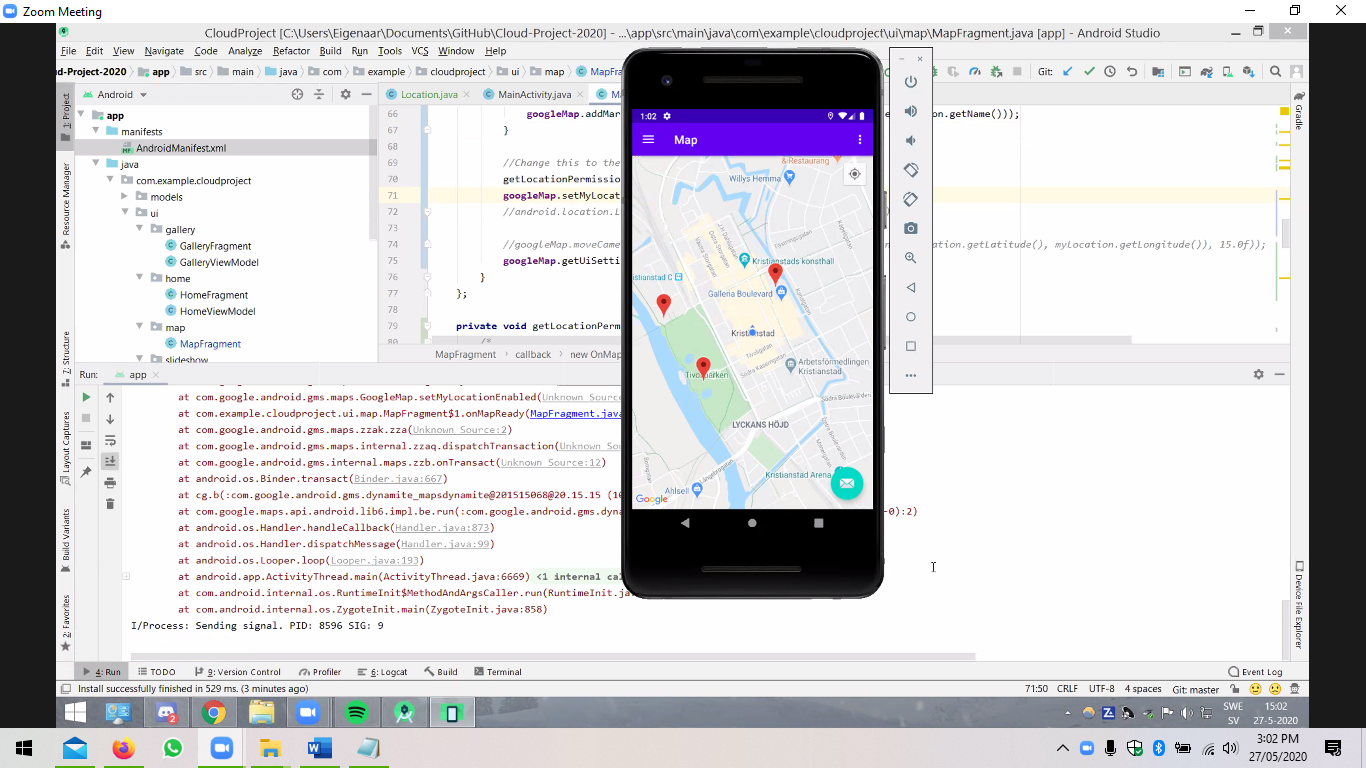 Zoom Meeting
CloudProject [C:\Users\Eigenaar\Documents\GitHub\Cloud-Project-2020] - ...\app\src\main\java\com\example\cloudproject\ui\map\MapFragment.java [app] - Android Studio
File Edit View Navigate Code Analyze Refactor Build Run Tools VCS Window Help
ud-Project-2020 app src main java com example cloudproject ui map MapFra Git:
Android Location.java MainActivity.java Ma
1: Project
Resource Manager
Z: Structure
Layout Captures
Build Variants
2: Favorites
Gradle
Device File Explorer
app
manifests
AndroidManifest.xml
java
com.example.cloudproject
models
ui
gallery
GalleryFragment
GalleryViewModel
home
HomeFragment
HomeViewModel
map
MapFragment
slideshow
66 googleMap.addMar on.getName()));
67 }
68
69 //Change this to the
70 getLocationPermissio
71 googleMap.setMyLocat
72 //android.location.L
73
74 //googleMap.moveCame ocation.getLatitude(), myLocation.getLongitude()), 15.0f));
75 googleMap.getUiSetti
76 }
77 };
78
79 private void getLocationPerm
80 /*
MapFragment callback new OnMap
1:02
Map
& Restaurang
Willys Hemma
J H Dahlsgatan
Östra Storgatan
Västra Storgatan
Kristianstads konsthall
istianstad C
Galleria Boulevard
Kristianstad
Tivoligatan
Södra Kaserngatan
Arbetsförmedlingen
Kristianstad
Tivoliparken
Södra Boulevarden
LYCKANS HÖJD
Kristianstad Arena
Ahlsell
Google
Run: app
at com.google.android.gms.maps.GoogleMap.setMyLocationEnabled(Unknown Source
at com.example.cloudproject.ui.map.MapFragment$1.onMapReady(MapFragment.java
at com.google.android.gms.maps.zzak.zza(Unknown Source:2)
at com.google.android.gms.maps.internal.zzaq.dispatchTransaction(Unknown So
at com.google.android.gms.internal.maps.zzb.onTransact(Unknown Source:12)
at android.os.Binder.transact(Binder.java:667)
at cg.b(:com.google.android.gms.dynamite_mapsdynamite@201515068@20.15.15 (10
at com.google.maps.api.android.lib6.impl.be.run(:com.google.android.gms.dyna -0):2)
at android.os.Handler.handleCallback(Handler.java:873)
at android.os.Handler.dispatchMessage(Handler.java:99)
at android.os.Looper.loop(Looper.java:193)
at android.app.ActivityThread.main(ActivityThread.java:6669) <1 internal cal
at com.android.internal.os.RuntimeInit$MethodAndArgsCaller.run(RuntimeInit.ja
at com.android.internal.os.ZygoteInit.main(ZygoteInit.java:858)
I/Process: Sending signal. PID: 8596 SIG: 9
4: Run TODO 9: Version Control Profiler 6: Logcat Build Terminal Event Log
Install successfully finished in 529 ms. (3 minutes ago) 71:50 CRLF UTF-8 4 spaces Git: master
SWE 15:02
SV 27-5-2020
3:02 PM
27/05/2020